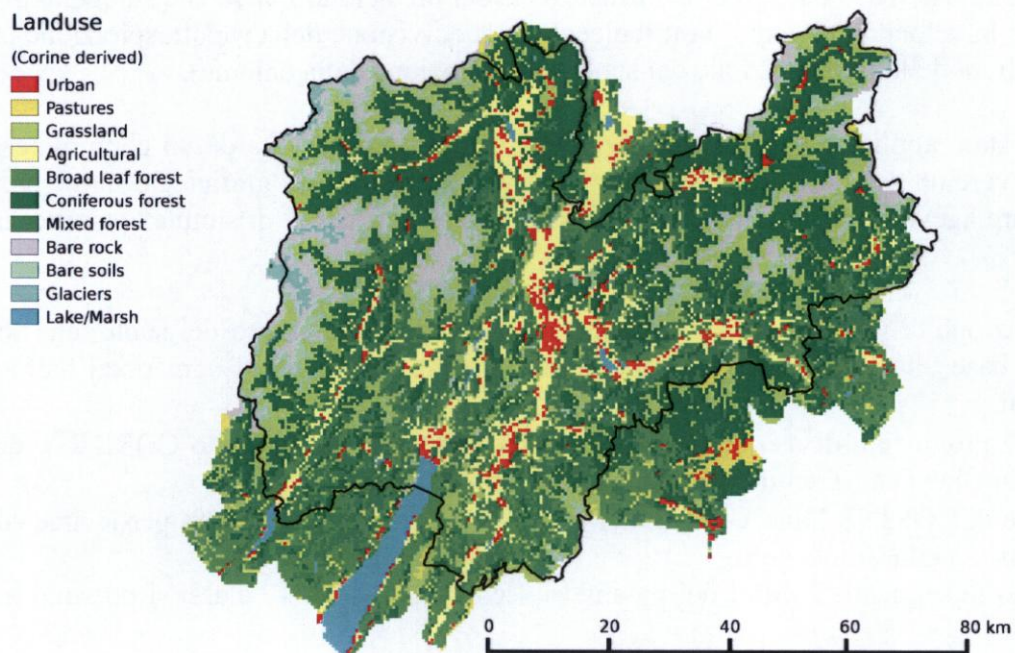 Landuse
(Corine derived)
Urban
Pastures
Grassland
Agricultural
Broad leaf forest
Coniferous forest
Mixed forest
Bare rock
Bare soils
Glaciers
Lake/Marsh
0 20 40 60 80 km